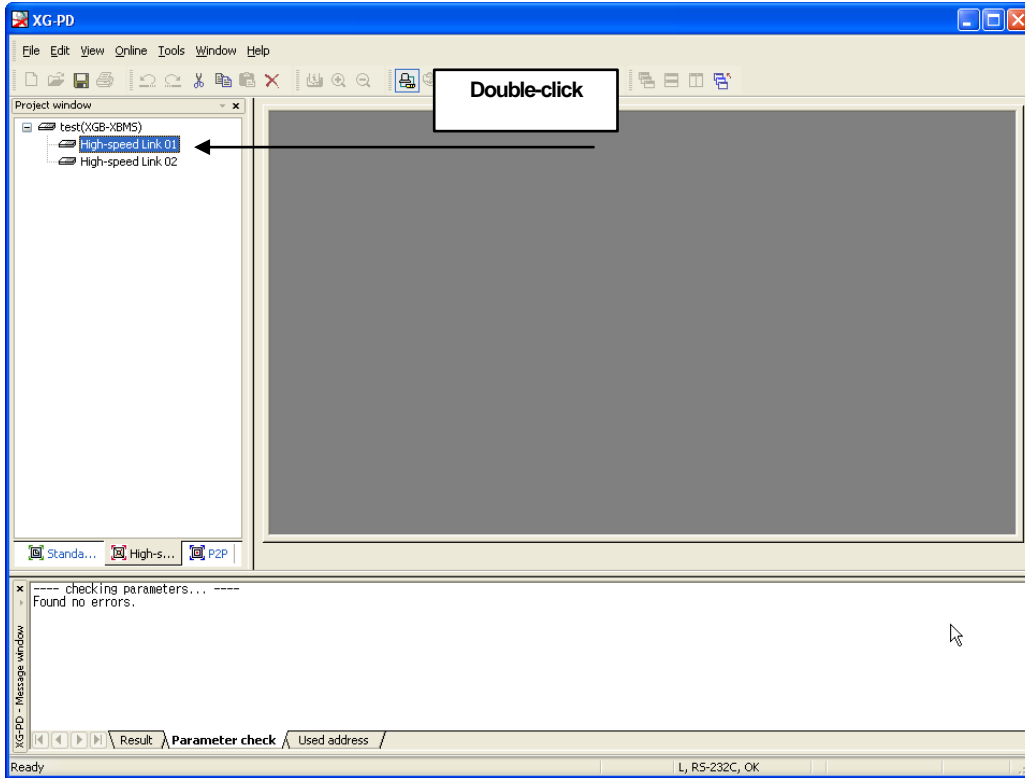 XG-PD
File Edit View Online Tools Window Help
Double-click
Project window
test(XGB-XBMS)
High-speed Link 01
High-speed Link 02
Standa... High-s... P2P
---- checking parameters... ----
Found no errors.
XG-PD - Message window
Result Parameter check Used address
Ready L, RS-232C, OK